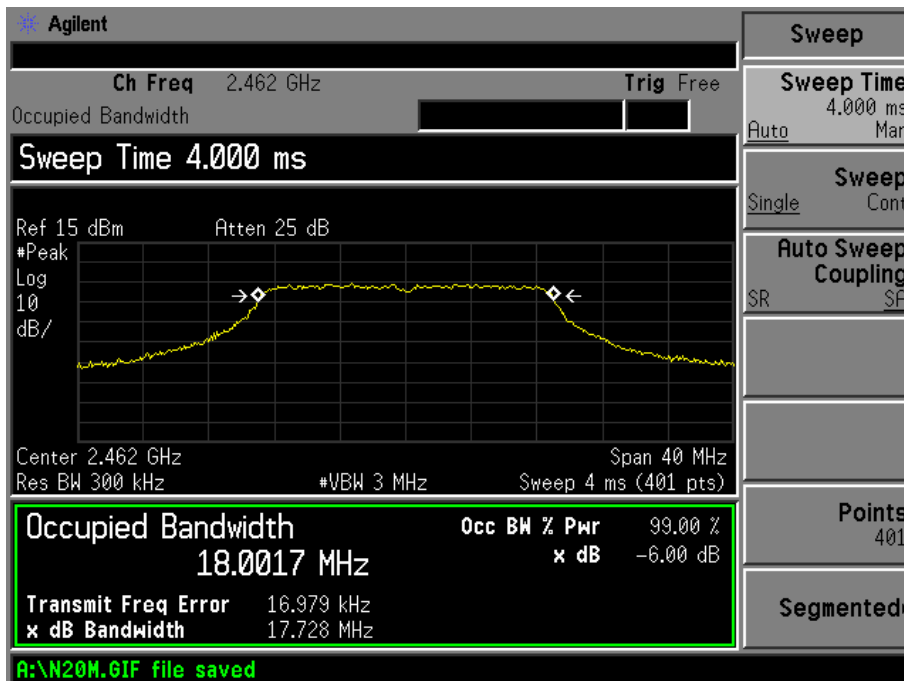 Agilent
Ch Freq 2.462 GHz Trig Free
Occupied Bandwidth
Sweep Time 4.000 ms
Ref 15 dBm Atten 25 dB
#Peak
Log
10
dB/
Center 2.462 GHz Span 40 MHz
Res BW 300 kHz #VBW 3 MHz Sweep 4 ms (401 pts)
Occupied Bandwidth Occ BW % Pwr 99.00 %
18.0017 MHz x dB -6.00 dB
Transmit Freq Error 16.979 kHz
x dB Bandwidth 17.728 MHz
A:\N20M.GIF file saved
Sweep
Sweep Time
4.000 ms
Auto Man
Sweep
Single Cont
Auto Sweep
Coupling
SR SA
Points
401
Segmented